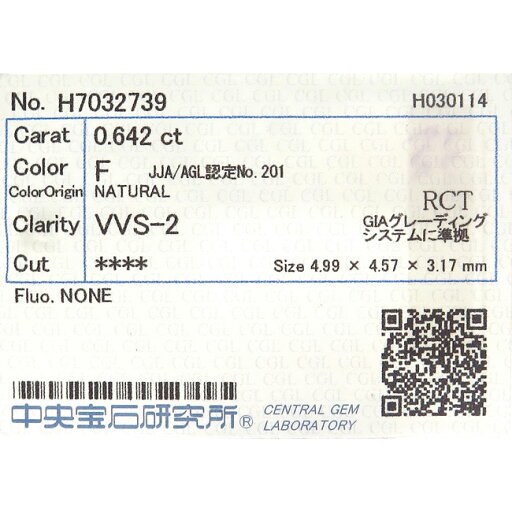 No. H7032739 H030114
Carat 0.642 ct
Color F JJA/AGL認定No. 201
ColorOrigin NATURAL
RCT
Clarity VVS-2 GIAグレーディング
システムに準拠
Cut **** Size 4.99 × 4.57 × 3.17 mm
Fluo. NONE
中央宝石研究所® CENTRAL GEM
LABORATORY